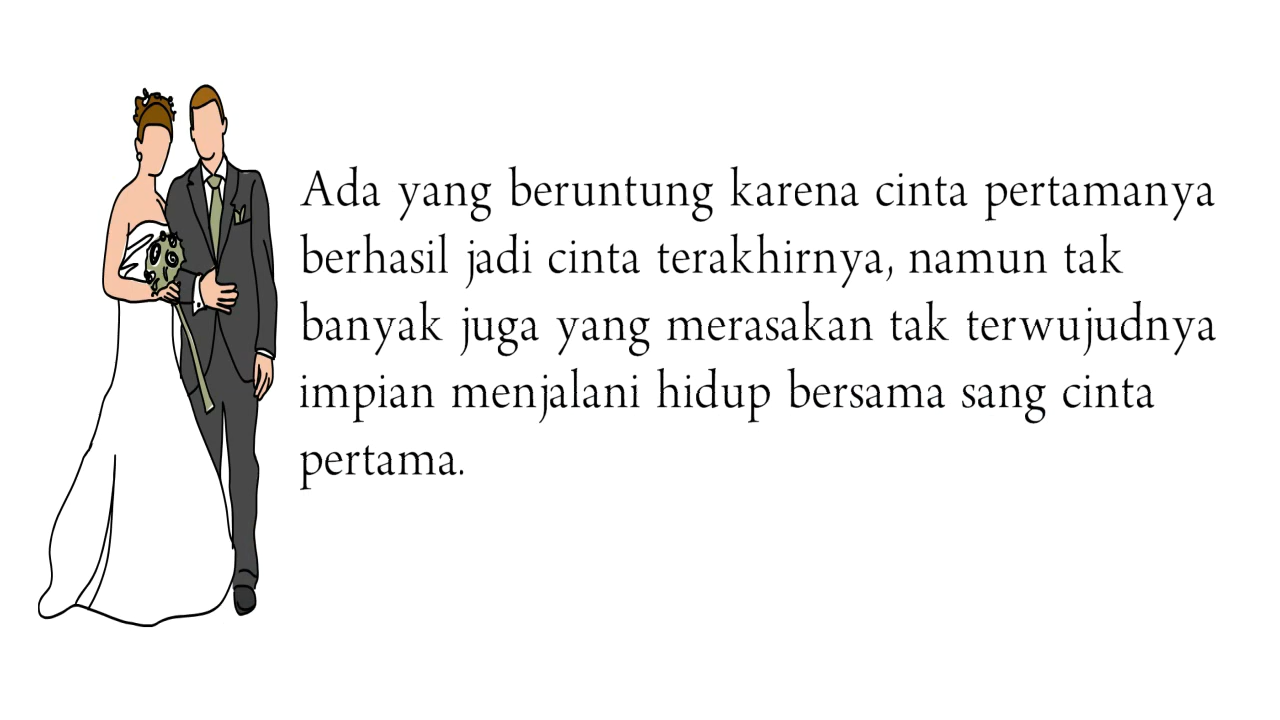 Ada yang beruntung karena cinta pertamanya
berhasil jadi cinta terakhirnya, namun tak
banyak juga yang merasakan tak terwujudnya
impian menjalani hidup bersama sang cinta
pertama.